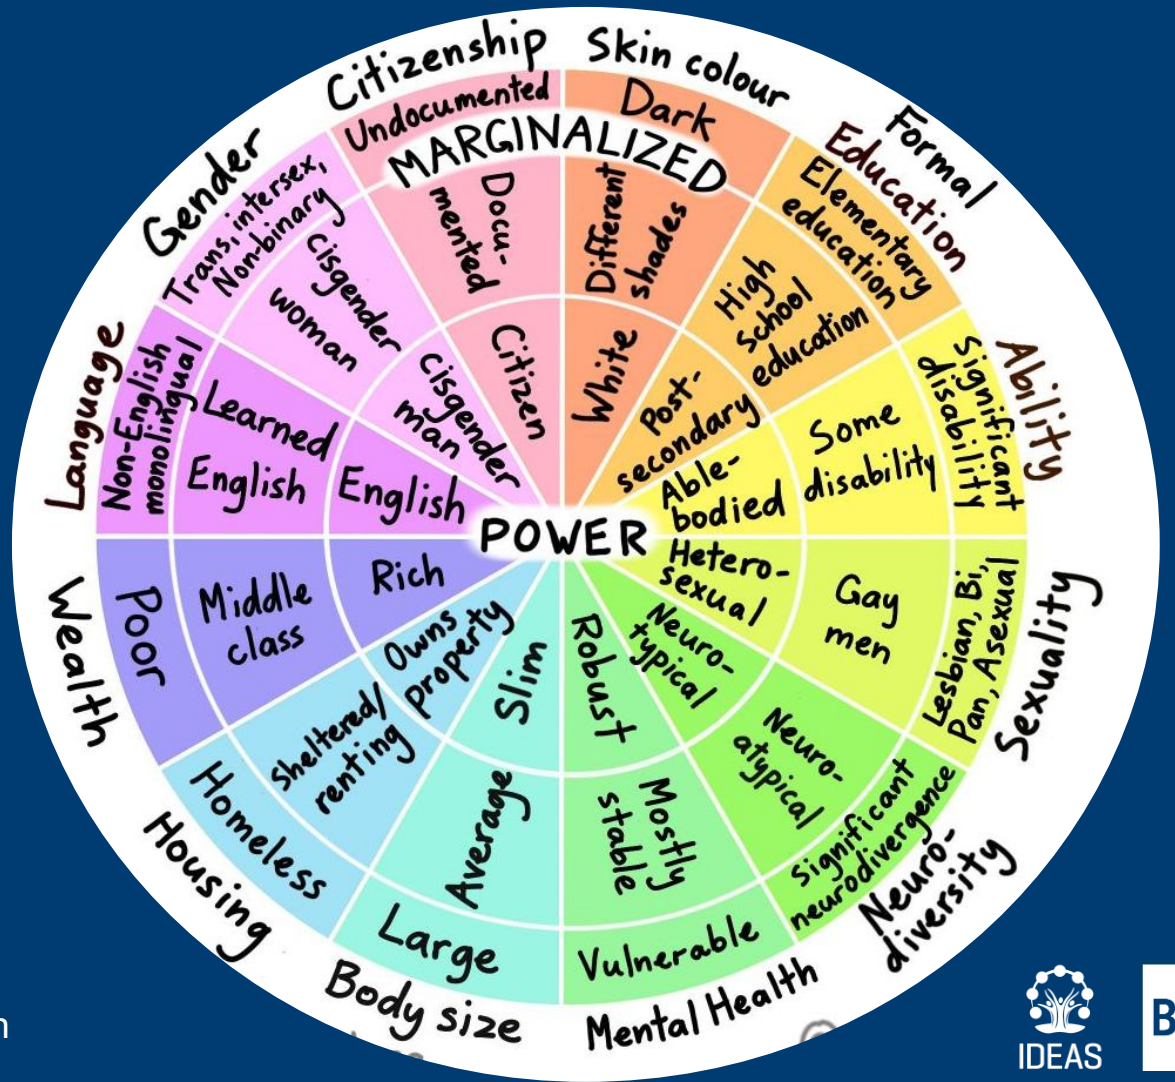 Citizenship
Undocumented
Docu-
mented
Citizen
Skin colour
Dark
Different
shades
White
Formal
Education
Elementary
education
High
school
education
Post-
secondary
Ability
Significant
disability
Some
disability
Able-
bodied
Sexuality
Lesbian, Bi,
Pan, Asexual
Gay
men
Hetero-
sexual
Neuro-
diversity
Significant
neurodivergence
Neuro-
atypical
Neuro-
typical
Mental Health
Vulnerable
Mostly
stable
Robust
Body size
Large
Average
Slim
Housing
Homeless
Sheltered/
renting
Owns
property
Wealth
Poor
Middle
class
Rich
Language
Non-English
monolingual
Learned
English
English
Gender
Trans, intersex,
Non-binary
cisgender
woman
cisgender
man
MARGINALIZED
POWER
IDEAS